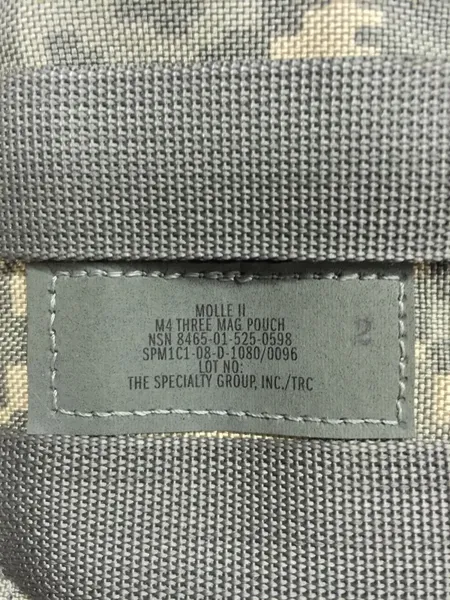 MOLLE II
M4 THREE MAG POUCH
NSN 8465-01-525-0598
SPM1C1-08-D-1080/0096
LOT NO:
THE SPECIALTY GROUP, INC./TRC
2